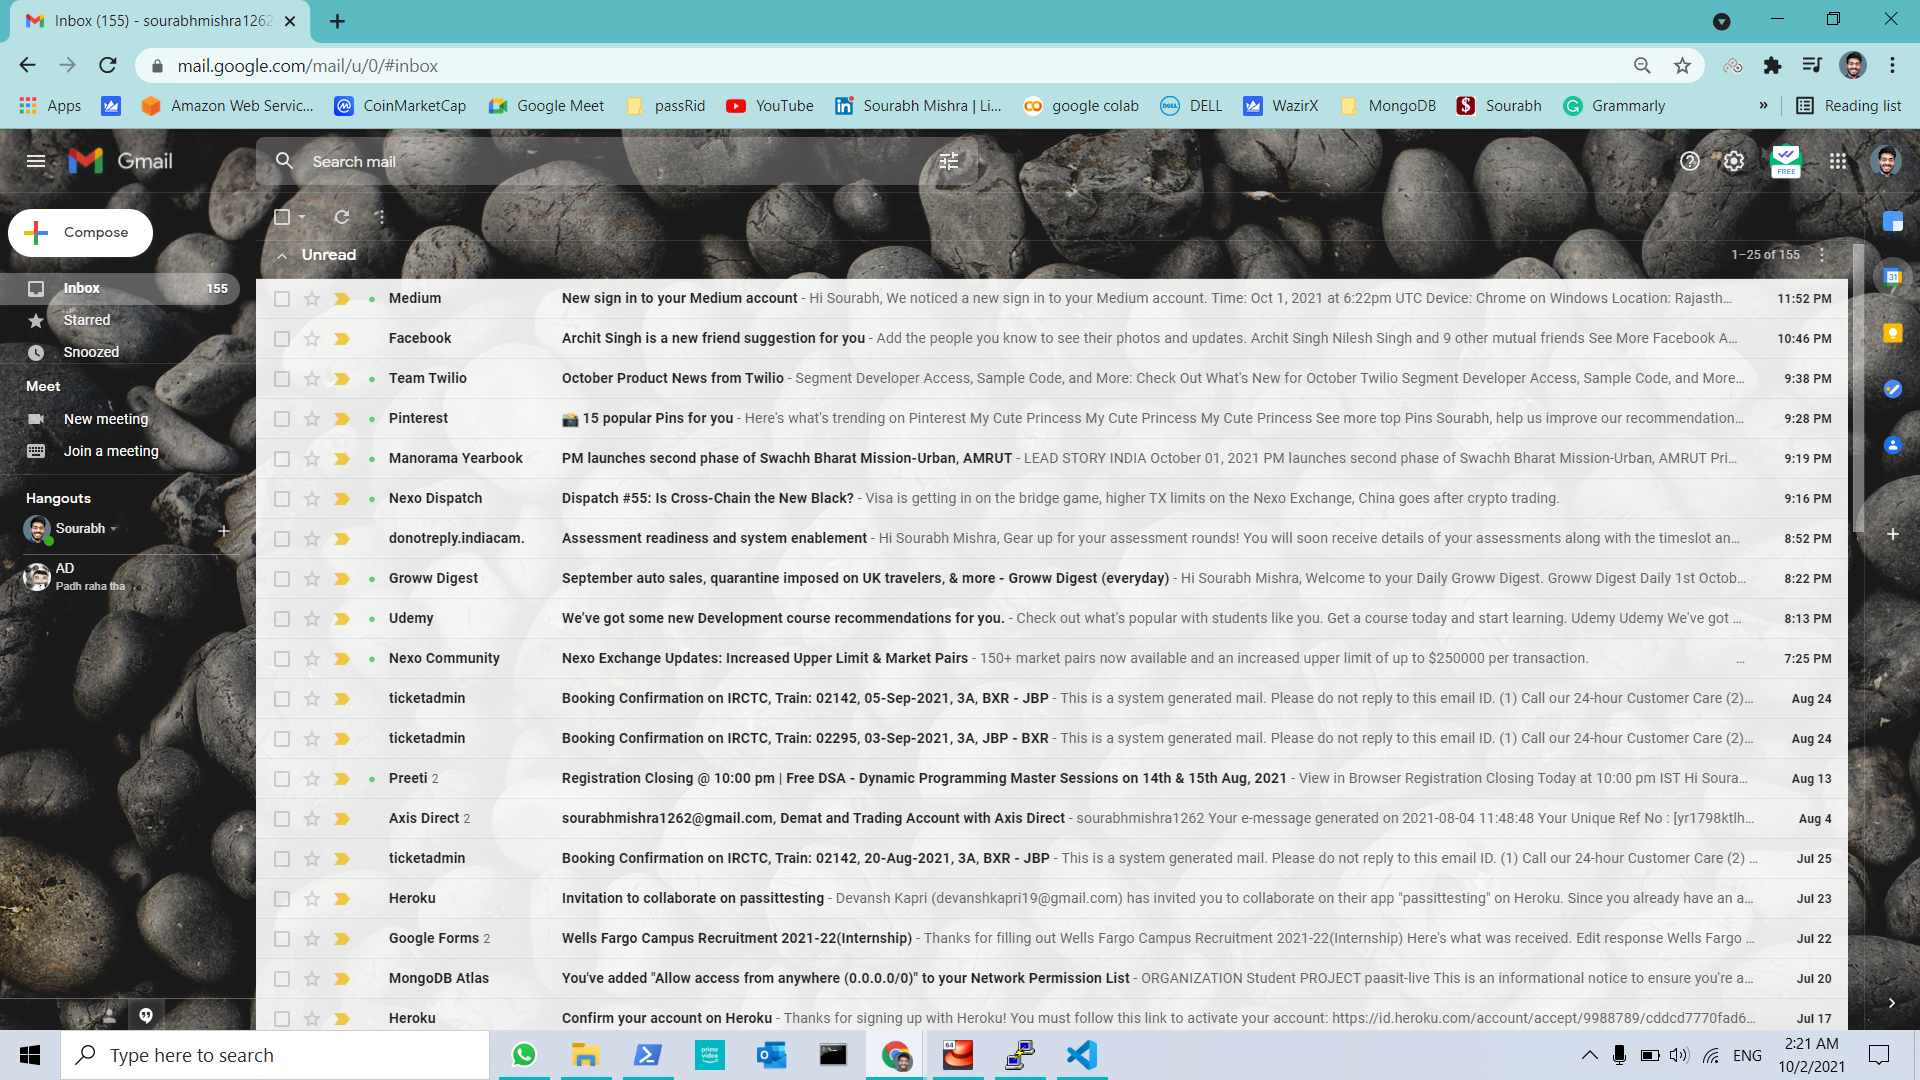 Inbox (155) - sourabhmishra1262
mail.google.com/mail/u/0/#inbox
Apps
Amazon Web Servic...
CoinMarketCap
Google Meet
passRid
YouTube
Sourabh Mishra | Li...
google colab
DELL
WazirX
MongoDB
Sourabh
Grammarly
»
Reading list
Gmail
Search mail
FREE
Compose
Unread
1–25 of 155
Inbox 155
Starred
Snoozed
Meet
New meeting
Join a meeting
Hangouts
Sourabh
AD
Padh raha tha
Medium New sign in to your Medium account - Hi Sourabh, We noticed a new sign in to your Medium account. Time: Oct 1, 2021 at 6:22pm UTC Device: Chrome on Windows Location: Rajasth... 11:52 PM
Facebook Archit Singh is a new friend suggestion for you - Add the people you know to see their photos and updates. Archit Singh Nilesh Singh and 9 other mutual friends See More Facebook A... 10:46 PM
Team Twilio October Product News from Twilio - Segment Developer Access, Sample Code, and More: Check Out What's New for October Twilio Segment Developer Access, Sample Code, and More... 9:38 PM
Pinterest 📸 15 popular Pins for you - Here's what's trending on Pinterest My Cute Princess My Cute Princess My Cute Princess See more top Pins Sourabh, help us improve our recommendation... 9:28 PM
Manorama Yearbook PM launches second phase of Swachh Bharat Mission-Urban, AMRUT - LEAD STORY INDIA October 01, 2021 PM launches second phase of Swachh Bharat Mission-Urban, AMRUT Pri... 9:19 PM
Nexo Dispatch Dispatch #55: Is Cross-Chain the New Black? - Visa is getting in on the bridge game, higher TX limits on the Nexo Exchange, China goes after crypto trading. 9:16 PM
donotreply.indiacam. Assessment readiness and system enablement - Hi Sourabh Mishra, Gear up for your assessment rounds! You will soon receive details of your assessments along with the timeslot an... 8:52 PM
Groww Digest September auto sales, quarantine imposed on UK travelers, & more - Groww Digest (everyday) - Hi Sourabh Mishra, Welcome to your Daily Groww Digest. Groww Digest Daily 1st Octob... 8:22 PM
Udemy We've got some new Development course recommendations for you. - Check out what's popular with students like you. Get a course today and start learning. Udemy Udemy We've got ... 8:13 PM
Nexo Community Nexo Exchange Updates: Increased Upper Limit & Market Pairs - 150+ market pairs now available and an increased upper limit of up to $250000 per transaction. ... 7:25 PM
ticketadmin Booking Confirmation on IRCTC, Train: 02142, 05-Sep-2021, 3A, BXR - JBP - This is a system generated mail. Please do not reply to this email ID. (1) Call our 24-hour Customer Care (2)... Aug 24
ticketadmin Booking Confirmation on IRCTC, Train: 02295, 03-Sep-2021, 3A, JBP - BXR - This is a system generated mail. Please do not reply to this email ID. (1) Call our 24-hour Customer Care (2)... Aug 24
Preeti 2 Registration Closing @ 10:00 pm | Free DSA - Dynamic Programming Master Sessions on 14th & 15th Aug, 2021 - View in Browser Registration Closing Today at 10:00 pm IST Hi Soura... Aug 13
Axis Direct 2 sourabhmishra1262@gmail.com, Demat and Trading Account with Axis Direct - sourabhmishra1262 Your e-message generated on 2021-08-04 11:48:48 Your Unique Ref No : [yr1798ktlh... Aug 4
ticketadmin Booking Confirmation on IRCTC, Train: 02142, 20-Aug-2021, 3A, BXR - JBP - This is a system generated mail. Please do not reply to this email ID. (1) Call our 24-hour Customer Care (2) ... Jul 25
Heroku Invitation to collaborate on passittesting - Devansh Kapri (devanshkapri19@gmail.com) has invited you to collaborate on their app "passittesting" on Heroku. Since you already have an a... Jul 23
Google Forms 2 Wells Fargo Campus Recruitment 2021-22(Internship) - Thanks for filling out Wells Fargo Campus Recruitment 2021-22(Internship) Here's what was received. Edit response Wells Fargo ... Jul 22
MongoDB Atlas You've added "Allow access from anywhere (0.0.0.0/0)" to your Network Permission List - ORGANIZATION Student PROJECT paasit-live This is an informational notice to ensure you're a... Jul 20
Heroku Confirm your account on Heroku - Thanks for signing up with Heroku! You must follow this link to activate your account: https://id.heroku.com/account/accept/9988789/cddcd7770fad6... Jul 17
Type here to search
prime video
64
ENG
2:21 AM
10/2/2021